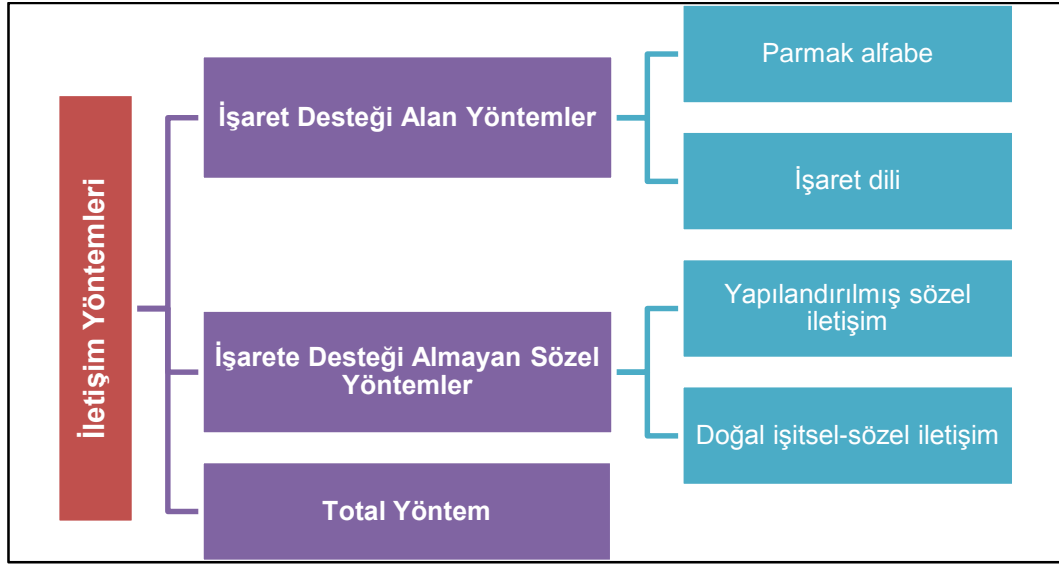 İletişim Yöntemleri
İşaret Desteği Alan Yöntemler
Parmak alfabe
İşaret dili
İşarete Desteği Almayan Sözel
Yöntemler
Yapılandırılmış sözel
iletişim
Doğal işitsel-sözel iletişim
Total Yöntem